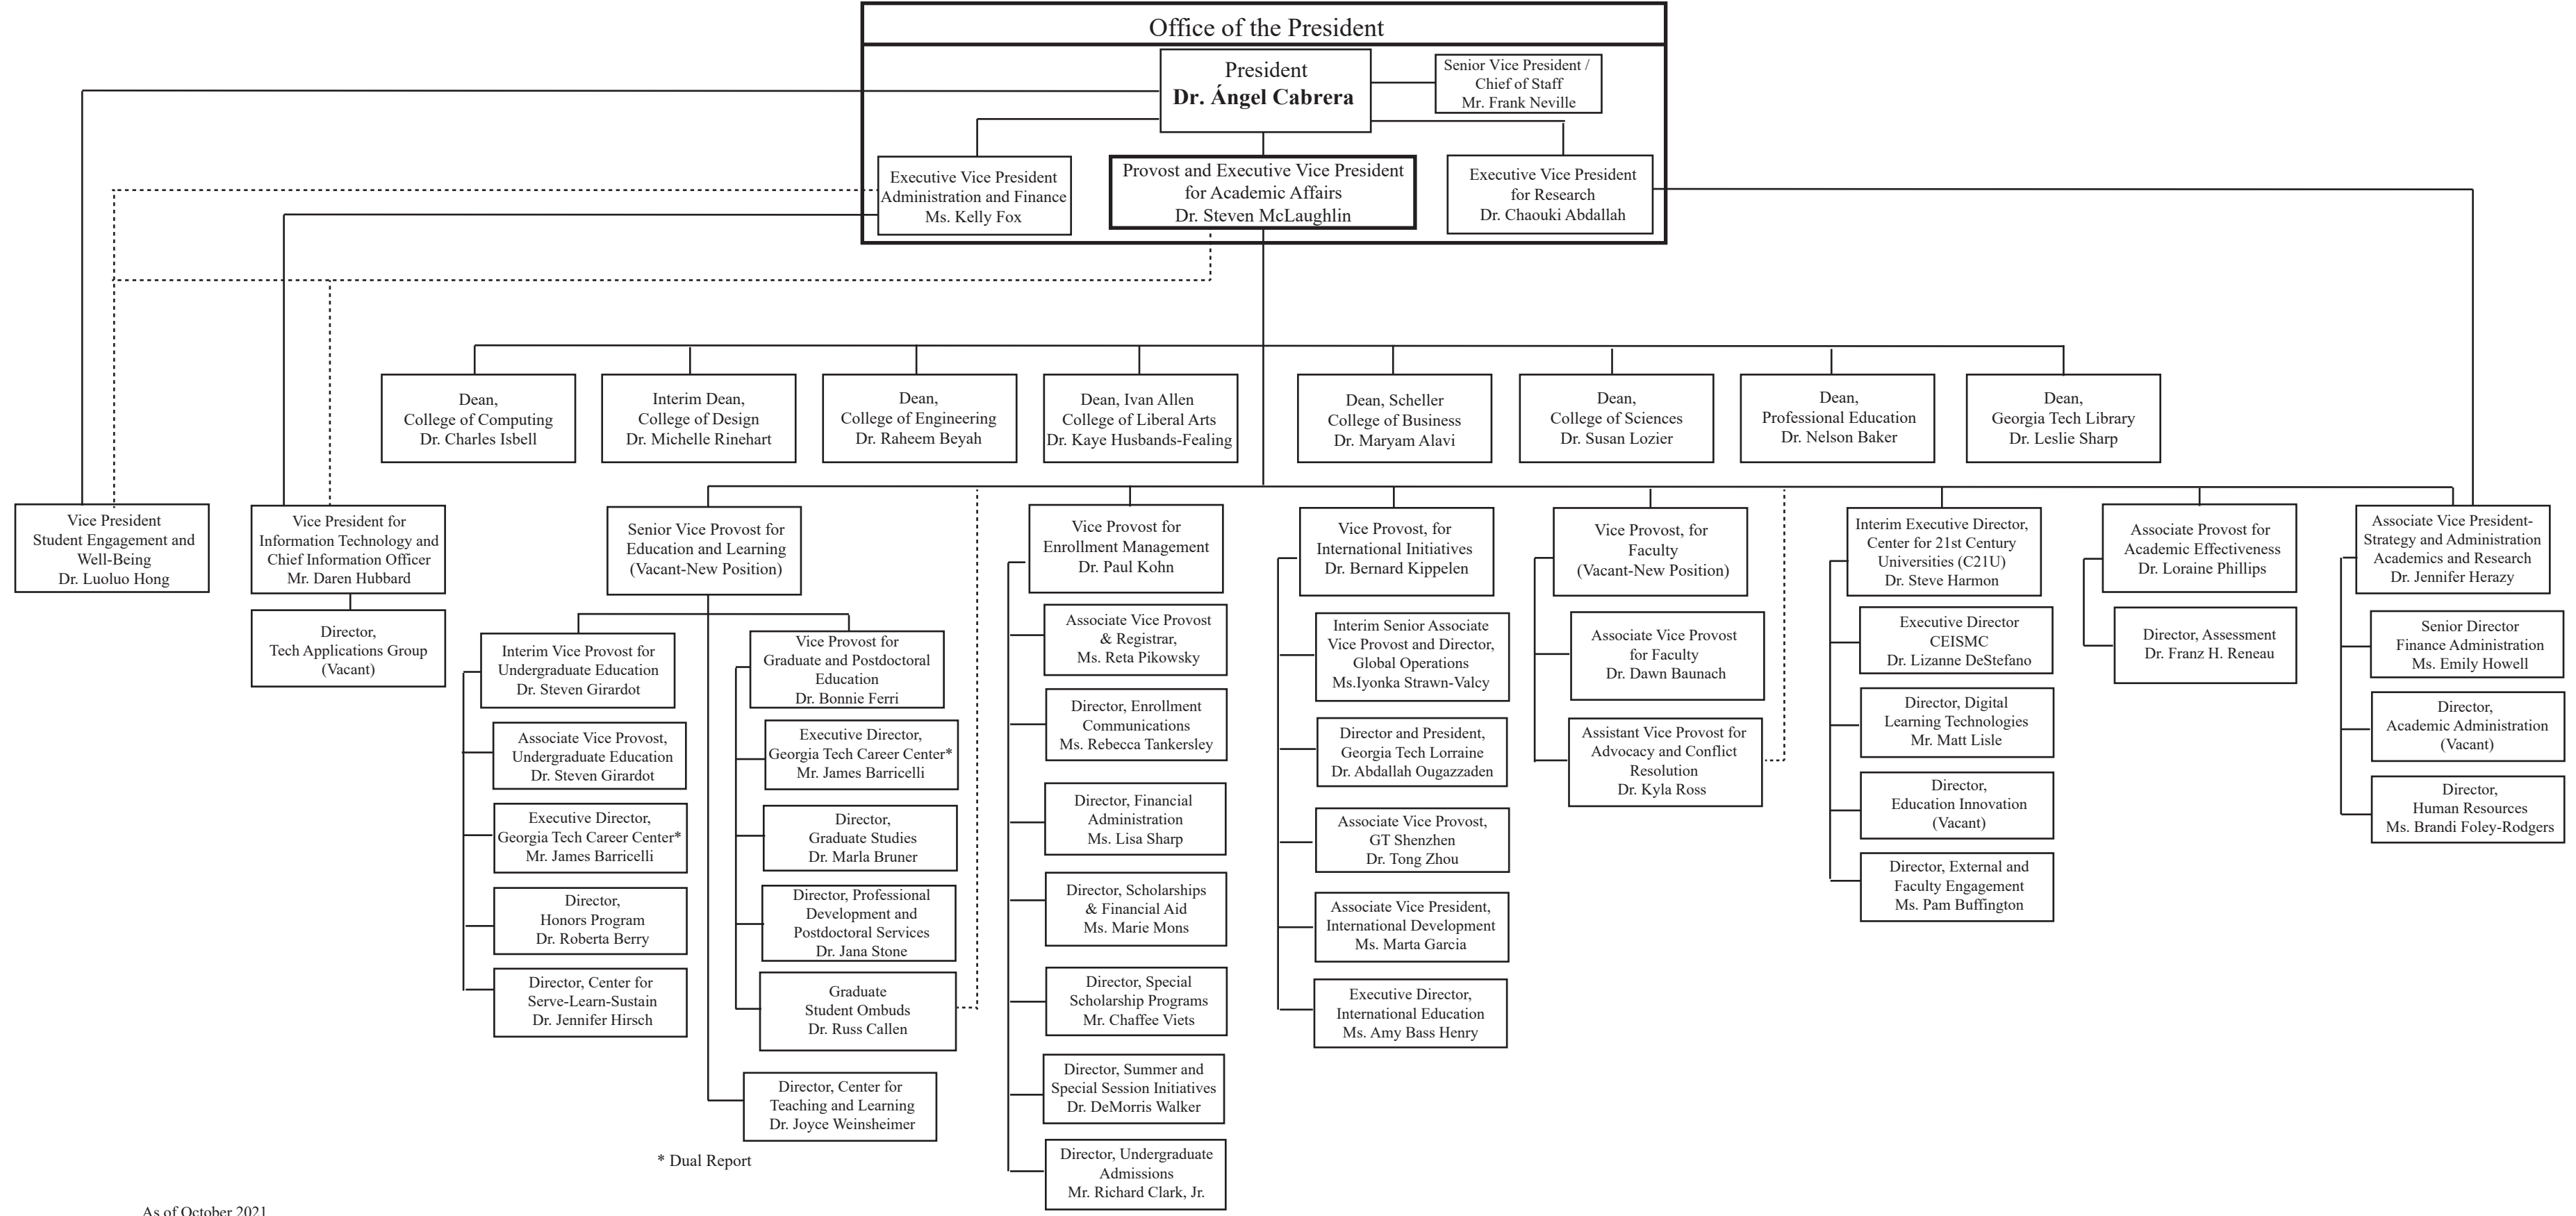 Office of the President
President
Dr. Ángel Cabrera
Senior Vice President /
Chief of Staff
Mr. Frank Neville
Executive Vice President
Administration and Finance
Ms. Kelly Fox
Provost and Executive Vice President
for Academic Affairs
Dr. Steven McLaughlin
Executive Vice President
for Research
Dr. Chaouki Abdallah
Dean,
College of Computing
Dr. Charles Isbell
Interim Dean,
College of Design
Dr. Michelle Rinehart
Dean,
College of Engineering
Dr. Raheem Beyah
Dean, Ivan Allen
College of Liberal Arts
Dr. Kaye Husbands-Fealing
Dean, Scheller
College of Business
Dr. Maryam Alavi
Dean,
College of Sciences
Dr. Susan Lozier
Dean,
Professional Education
Dr. Nelson Baker
Dean,
Georgia Tech Library
Dr. Leslie Sharp
Vice President
Student Engagement and
Well-Being
Dr. Luoluo Hong
Vice President for
Information Technology and
Chief Information Officer
Mr. Daren Hubbard
Director,
Tech Applications Group
(Vacant)
Senior Vice Provost for
Education and Learning
(Vacant-New Position)
Interim Vice Provost for
Undergraduate Education
Dr. Steven Girardot
Associate Vice Provost,
Undergraduate Education
Dr. Steven Girardot
Executive Director,
Georgia Tech Career Center*
Mr. James Barricelli
Director,
Honors Program
Dr. Roberta Berry
Director, Center for
Serve-Learn-Sustain
Dr. Jennifer Hirsch
Vice Provost for
Graduate and Postdoctoral
Education
Dr. Bonnie Ferri
Executive Director,
Georgia Tech Career Center*
Mr. James Barricelli
Director,
Graduate Studies
Dr. Marla Bruner
Director, Professional
Development and
Postdoctoral Services
Dr. Jana Stone
Graduate
Student Ombuds
Dr. Russ Callen
Director, Center for
Teaching and Learning
Dr. Joyce Weinsheimer
* Dual Report
Vice Provost for
Enrollment Management
Dr. Paul Kohn
Associate Vice Provost
& Registrar,
Ms. Reta Pikowsky
Director, Enrollment
Communications
Ms. Rebecca Tankersley
Director, Financial
Administration
Ms. Lisa Sharp
Director, Scholarships
& Financial Aid
Ms. Marie Mons
Director, Special
Scholarship Programs
Mr. Chaffee Viets
Director, Summer and
Special Session Initiatives
Dr. DeMorris Walker
Director, Undergraduate
Admissions
Mr. Richard Clark, Jr.
Vice Provost, for
International Initiatives
Dr. Bernard Kippelen
Interim Senior Associate
Vice Provost and Director,
Global Operations
Ms.Iyonka Strawn-Valcy
Director and President,
Georgia Tech Lorraine
Dr. Abdallah Ougazzaden
Associate Vice Provost,
GT Shenzhen
Dr. Tong Zhou
Associate Vice President,
International Development
Ms. Marta Garcia
Executive Director,
International Education
Ms. Amy Bass Henry
Vice Provost, for
Faculty
(Vacant-New Position)
Associate Vice Provost
for Faculty
Dr. Dawn Baunach
Assistant Vice Provost for
Advocacy and Conflict
Resolution
Dr. Kyla Ross
Interim Executive Director,
Center for 21st Century
Universities (C21U)
Dr. Steve Harmon
Executive Director
CEISMC
Dr. Lizanne DeStefano
Director, Digital
Learning Technologies
Mr. Matt Lisle
Director,
Education Innovation
(Vacant)
Director, External and
Faculty Engagement
Ms. Pam Buffington
Associate Provost for
Academic Effectiveness
Dr. Loraine Phillips
Director, Assessment
Dr. Franz H. Reneau
Associate Vice President-
Strategy and Administration
Academics and Research
Dr. Jennifer Herazy
Senior Director
Finance Administration
Ms. Emily Howell
Director,
Academic Administration
(Vacant)
Director,
Human Resources
Ms. Brandi Foley-Rodgers
As of October 2021